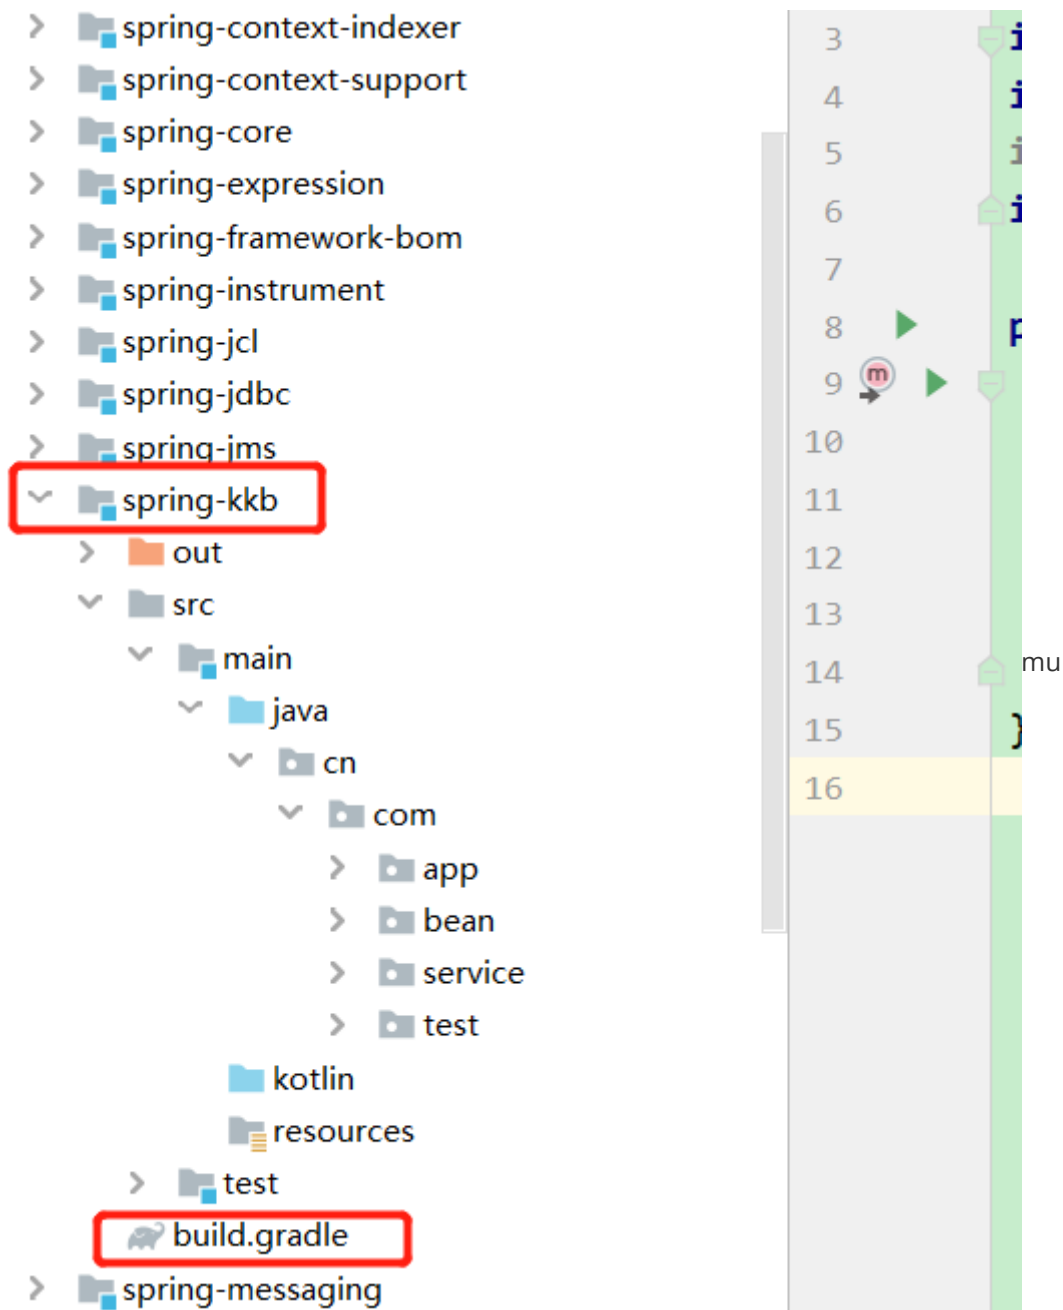 spring-context-indexer
spring-context-support
spring-core
spring-expression
spring-framework-bom
spring-instrument
spring-jcl
spring-jdbc
spring-jms
spring-kkb
out
src
main
java
cn
com
app
bean
service
test
kotlin
resources
test
build.gradle
spring-messaging
3 i
4 i
5 i
6 i
7
8 p
9 m
10
11
12
13
14 mu
15 }
16